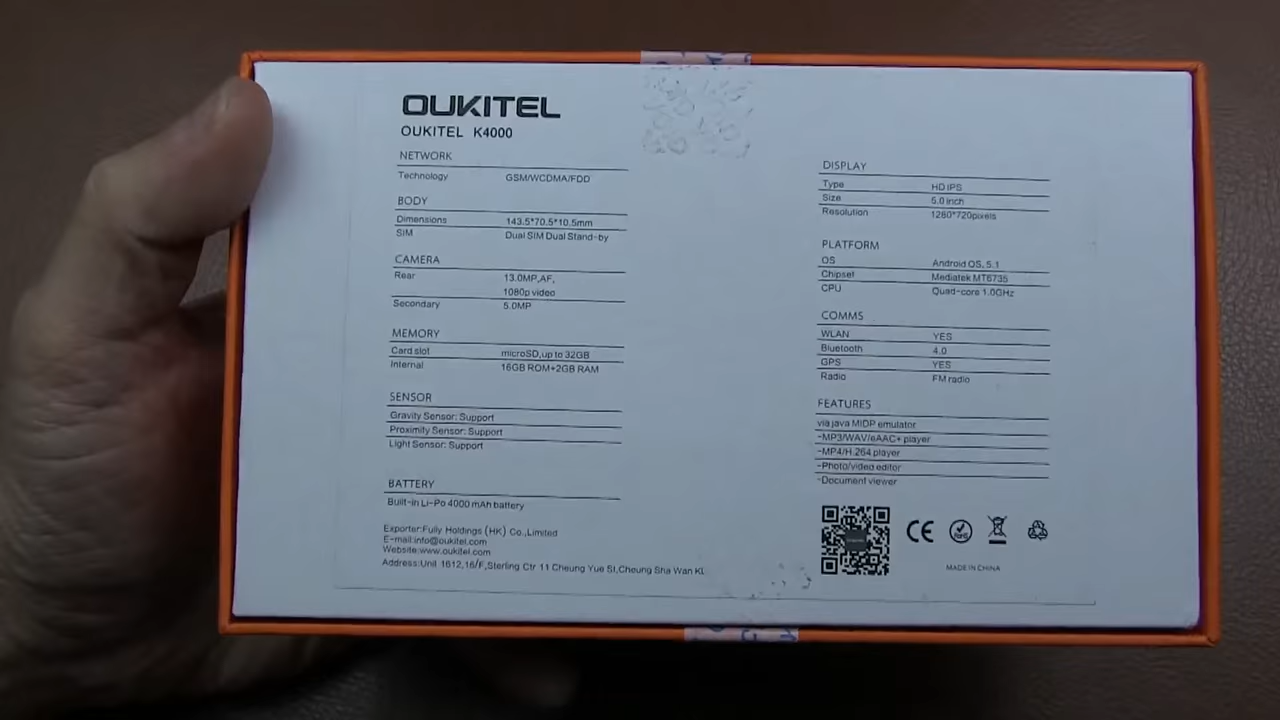 OUKITEL
OUKITEL K4000
NETWORK
Technology GSM/WCDMA/FDD
BODY
Dimensions 143.5*70.5*10.5mm
SIM Dual SIM Dual Stand-by
CAMERA
Rear 13.0MP,AF,
1080p video
Secondary 5.0MP
MEMORY
Card slot microSD,up to 32GB
Internal 16GB ROM+2GB RAM
SENSOR
Gravity Sensor: Support
Proximity Sensor: Support
Light Sensor: Support
BATTERY
Built-in Li-Po 4000 mAh battery
Exporter:Fully Holdings (HK) Co.,Limited
E-mail:info@oukitel.com
Website:www.oukitel.com
Address:Unit 1612,16/F,Sterling Ctr 11 Cheung Yue St,Cheung Sha Wan KL
DISPLAY
Type HD IPS
Size 5.0 inch
Resolution 1280*720pixels
PLATFORM
OS Android OS, 5.1
Chipset Mediatek MT6735
CPU Quad-core 1.0GHz
COMMS
WLAN YES
Bluetooth 4.0
GPS YES
Radio FM radio
FEATURES
via java MIDP emulator
-MP3/WAV/eAAC+ player
-MP4/H.264 player
-Photo/video editor
-Document viewer
CE
RoHS
MADE IN CHINA